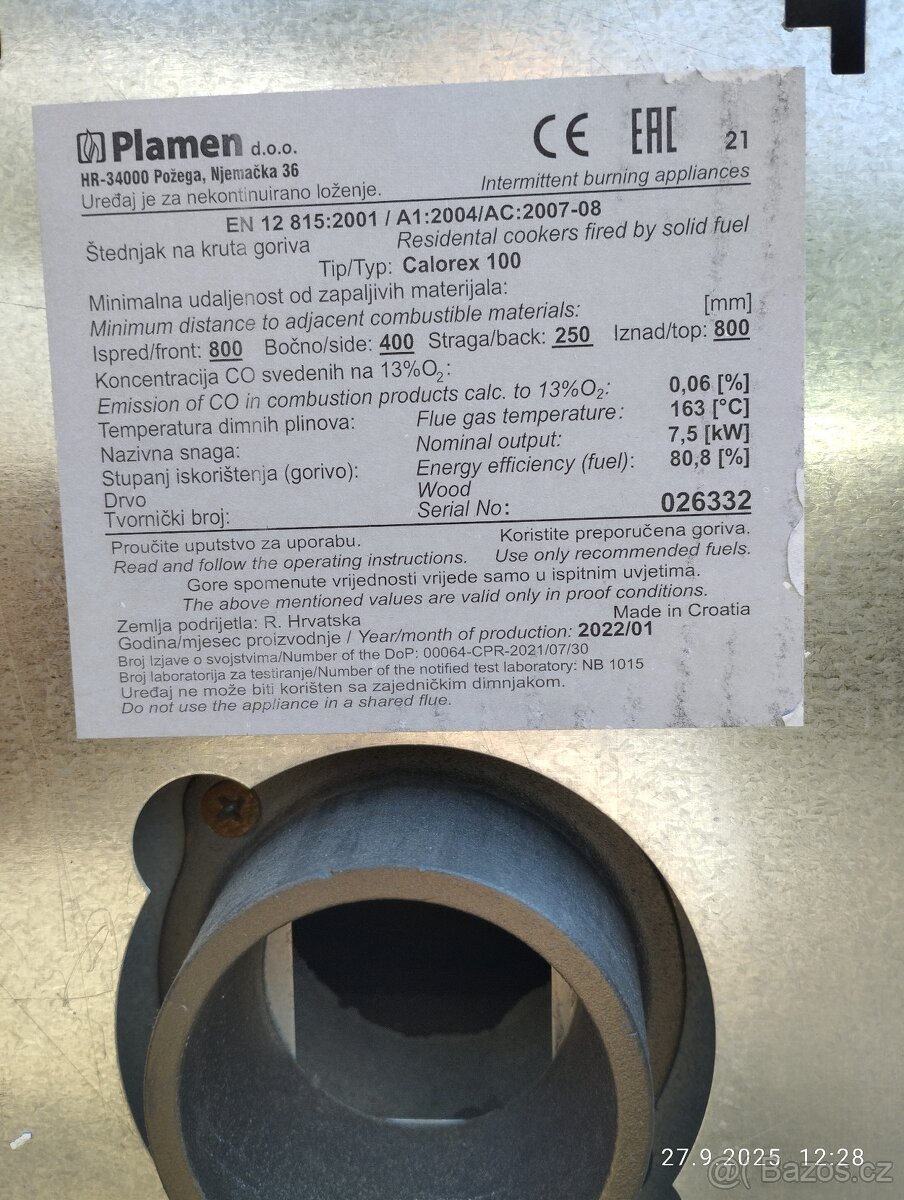 Plamen d.o.o.
CE EAC 21
HR-34000 Požega, Njemačka 36
Uređaj je za nekontinuirano loženje. Intermittent burning appliances
EN 12 815:2001 / A1:2004/AC:2007-08
Štednjak na kruta goriva Residental cookers fired by solid fuel
Tip/Typ: Calorex 100
Minimalna udaljenost od zapaljivih materijala:
Minimum distance to adjacent combustible materials: [mm]
Ispred/front: 800 Bočno/side: 400 Straga/back: 250 Iznad/top: 800
Koncentracija CO svedenih na 13%O₂:
Emission of CO in combustion products calc. to 13%O₂: 0,06 [%]
Temperatura dimnih plinova: Flue gas temperature: 163 [°C]
Nazivna snaga: Nominal output: 7,5 [kW]
Stupanj iskorištenja (gorivo): Energy efficiency (fuel): 80,8 [%]
Drvo Wood
Tvornički broj: Serial No: 026332
Proučite uputstvo za uporabu. Koristite preporučena goriva.
Read and follow the operating instructions. Use only recommended fuels.
Gore spomenute vrijednosti vrijede samo u ispitnim uvjetima.
The above mentioned values are valid only in proof conditions.
Zemlja podrijetla: R. Hrvatska Made in Croatia
Godina/mjesec proizvodnje / Year/month of production: 2022/01
Broj Izjave o svojstvima/Number of the DoP: 00064-CPR-2021/07/30
Broj laboratorija za testiranje/Number of the notified test laboratory: NB 1015
Uređaj ne može biti korišten sa zajedničkim dimnjakom.
Do not use the appliance in a shared flue.
27.9.2025 12:28
@Bazoš.cz